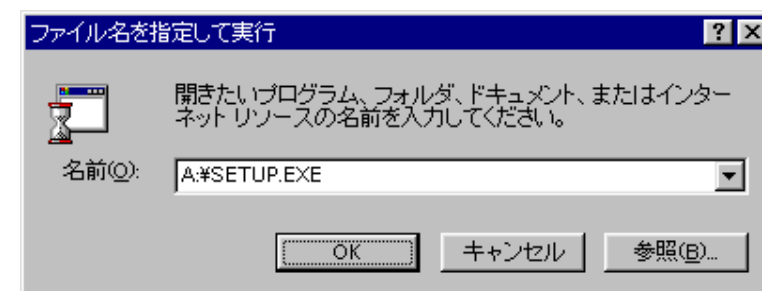 ファイル名を指定して実行
開きたいプログラム、フォルダ、ドキュメント、またはインター
ネット リソースの名前を入力してください。
名前(O):
A:¥SETUP.EXE
OK
キャンセル
参照(B)...